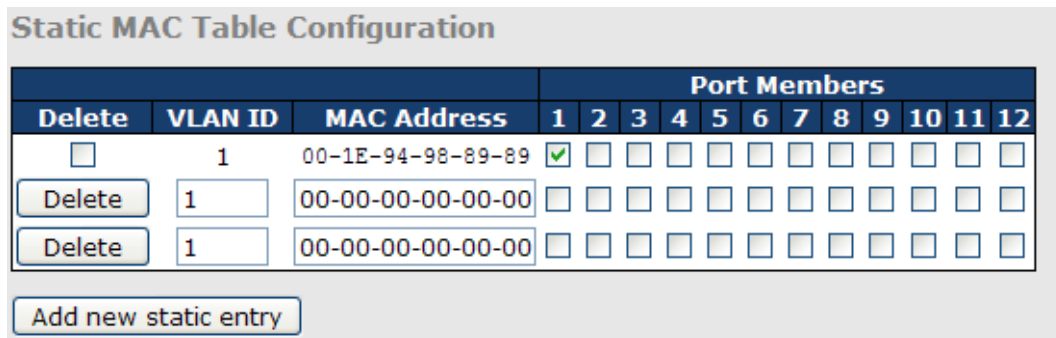 Static MAC Table Configuration
Port Members
Delete VLAN ID MAC Address 1 2 3 4 5 6 7 8 9 10 11 12
1 00-1E-94-98-89-89
Delete 1 00-00-00-00-00-00
Delete 1 00-00-00-00-00-00
Add new static entry